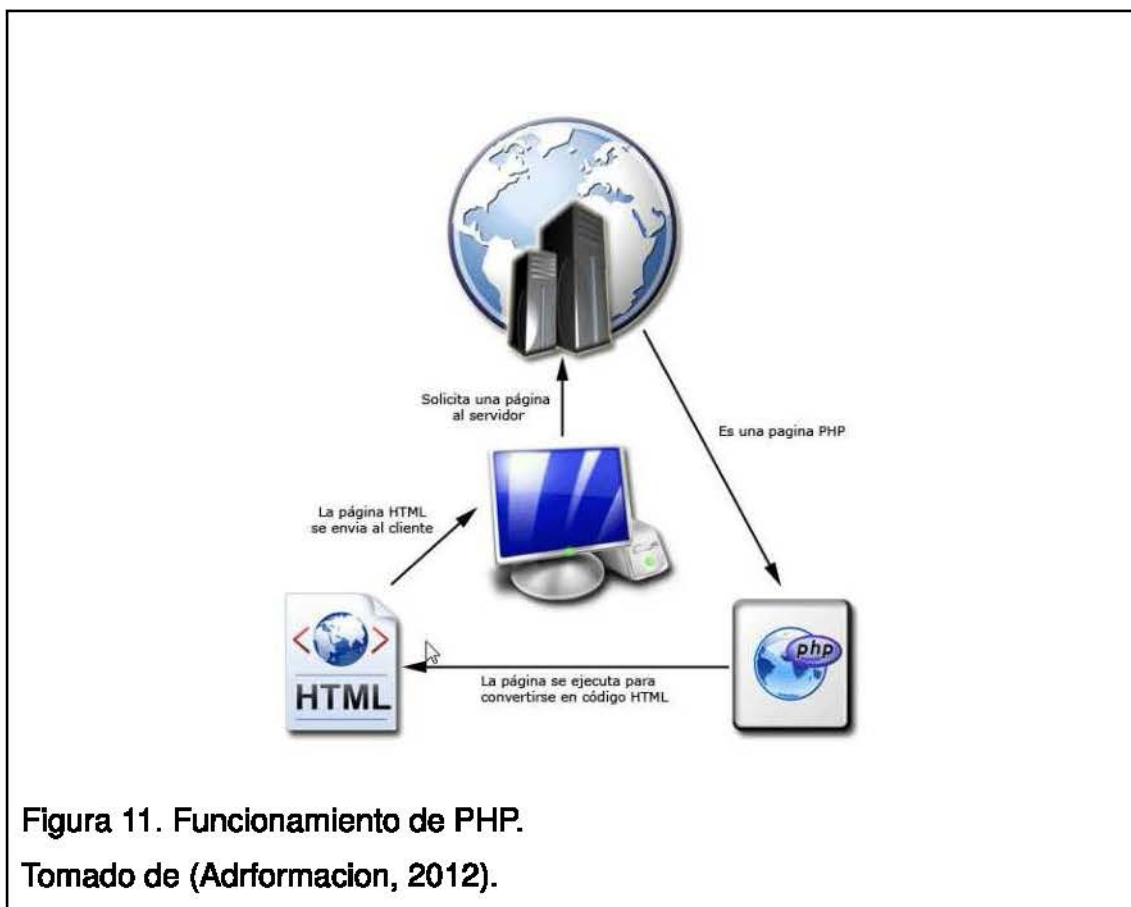 Solicita una página
al servidor
Es una pagina PHP
La página HTML
se envia al cliente
php
HTML
La página se ejecuta para
convertirse en código HTML
Figura 11. Funcionamiento de PHP.
Tomado de (Adrformacion, 2012).